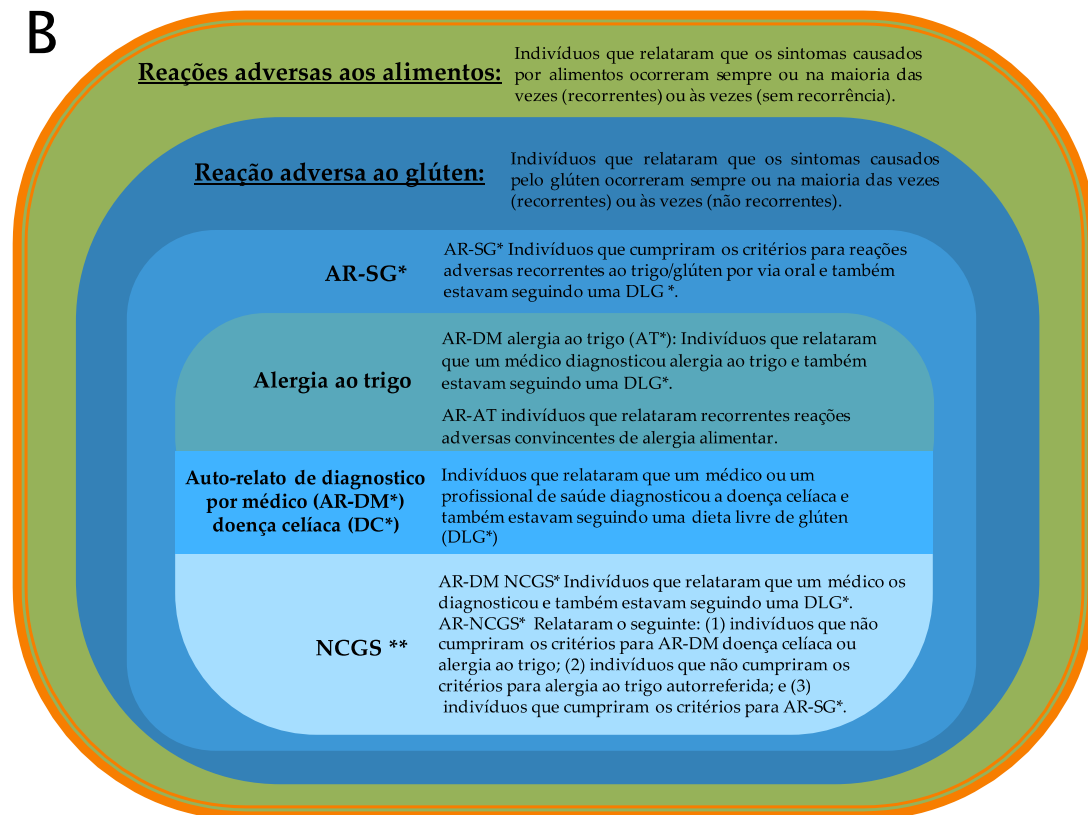 B
Reações adversas aos alimentos:
Indivíduos que relataram que os sintomas causados
por alimentos ocorreram sempre ou na maioria das
vezes (recorrentes) ou às vezes (sem recorrência).
Reação adversa ao glúten:
Indivíduos que relataram que os sintomas causados
pelo glúten ocorreram sempre ou na maioria das vezes
(recorrentes) ou às vezes (não recorrentes).
AR-SG*
AR-SG* Indivíduos que cumpriram os critérios para reações
adversas recorrentes ao trigo/glúten por via oral e também
estavam seguindo uma DLG *.
Alergia ao trigo
AR-DM alergia ao trigo (AT*): Indivíduos que relataram
que um médico diagnosticou alergia ao trigo e também
estavam seguindo uma DLG*.
AR-AT indivíduos que relataram recorrentes reações
adversas convincentes de alergia alimentar.
Auto-relato de diagnostico
por médico (AR-DM*)
doença celíaca (DC*)
Indivíduos que relataram que um médico ou um
profissional de saúde diagnosticou a doença celíaca e
também estavam seguindo uma dieta livre de glúten
(DLG*)
NCGS **
AR-DM NCGS* Indivíduos que relataram que um médico os
diagnosticou e também estavam seguindo uma DLG*.
AR-NCGS* Relataram o seguinte: (1) indivíduos que não
cumpriram os critérios para AR-DM doença celíaca ou
alergia ao trigo; (2) indivíduos que não cumpriram os
critérios para alergia ao trigo autorreferida; e (3)
indivíduos que cumpriram os critérios para AR-SG*.